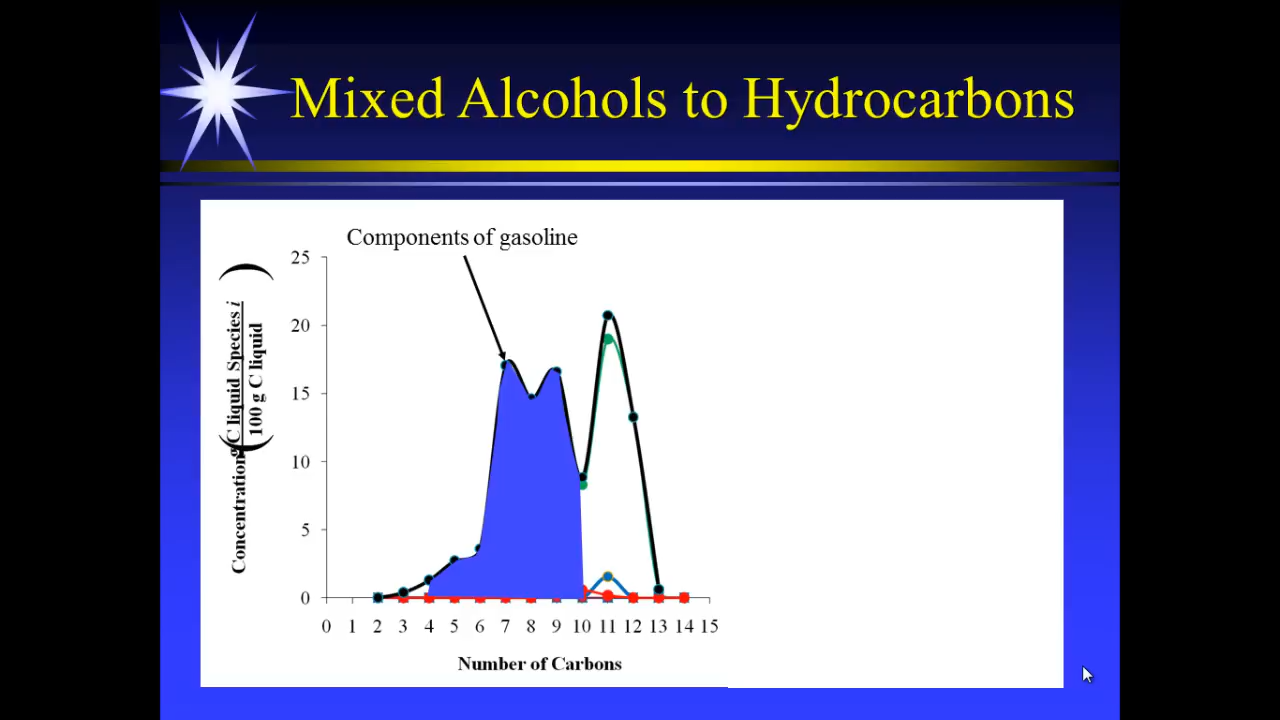 Mixed Alcohols to Hydrocarbons
Components of gasoline
25
20
15
10
5
0
Concentration (g C liquid Species i
100 g C liquid)
0 1 2 3 4 5 6 7 8 9 10 11 12 13 14 15
Number of Carbons